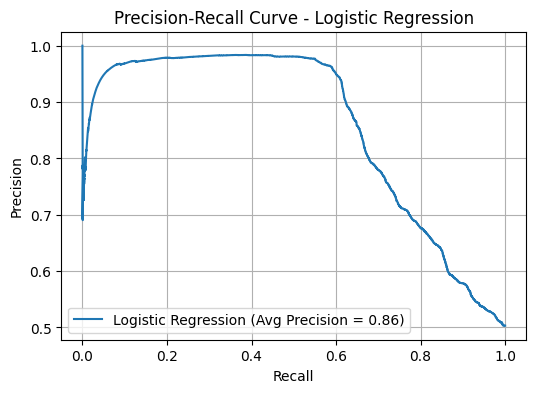 Precision-Recall Curve - Logistic Regression
1.0
0.9
0.8
0.7
0.6
0.5
Precision
Logistic Regression (Avg Precision = 0.86)
0.0 0.2 0.4 0.6 0.8 1.0
Recall